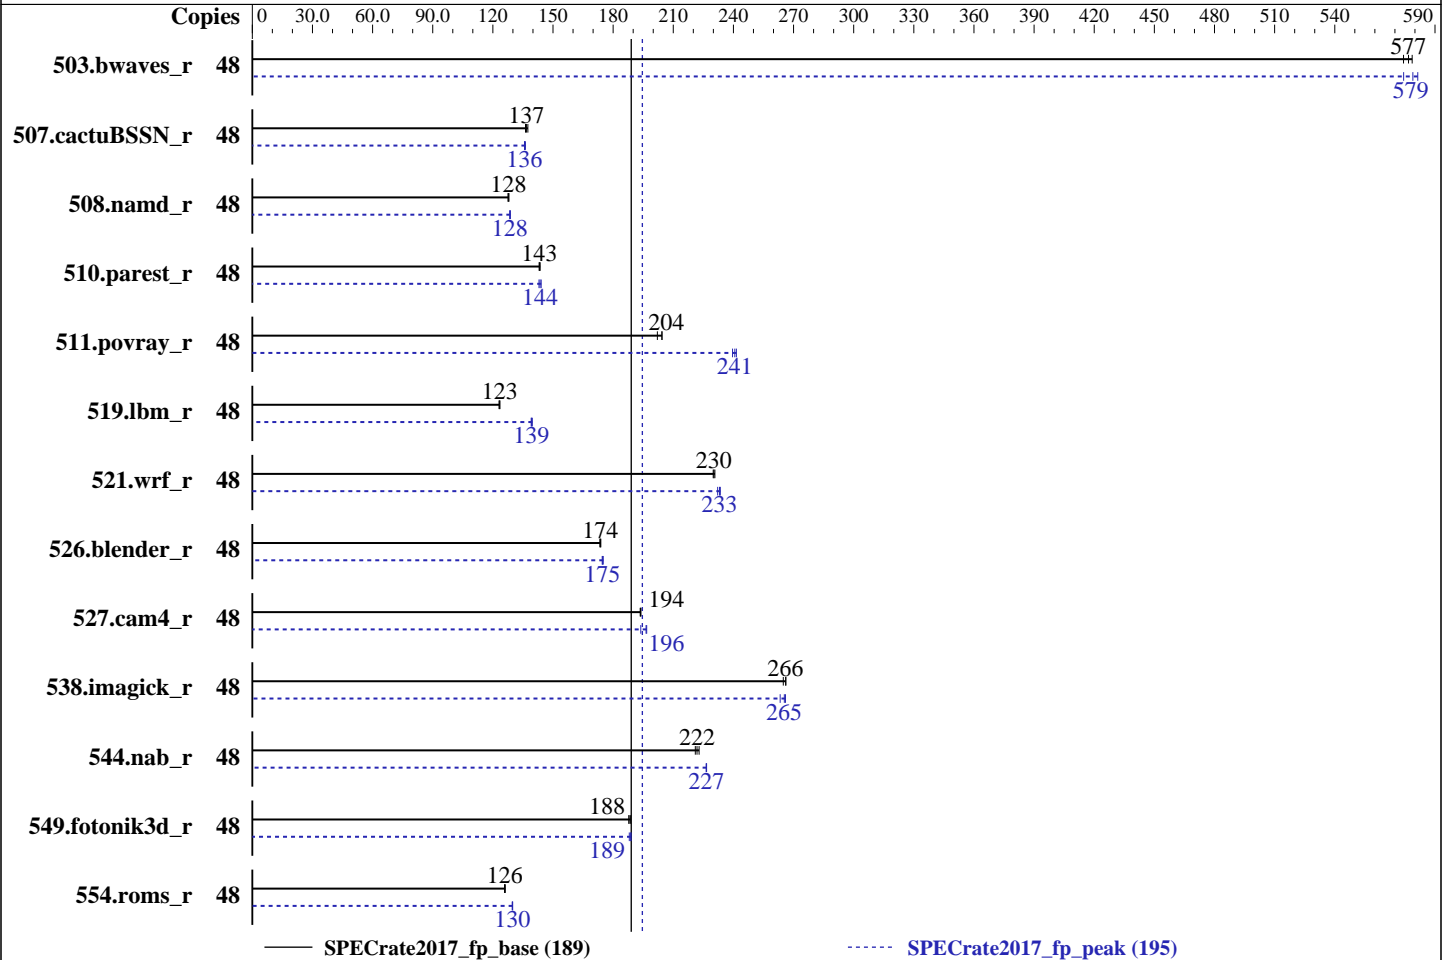 Copies 0 30.0 60.0 90.0 120 150 180 210 240 270 300 330 360 390 420 450 480 510 540 590
503.bwaves_r 48 577
579
507.cactuBSSN_r 48 137
136
508.namd_r 48 128
128
510.parest_r 48 143
144
511.povray_r 48 204
241
519.lbm_r 48 123
139
521.wrf_r 48 230
233
526.blender_r 48 174
175
527.cam4_r 48 194
196
538.imagick_r 48 266
265
544.nab_r 48 222
227
549.fotonik3d_r 48 188
189
554.roms_r 48 126
130
SPECrate2017_fp_base (189) SPECrate2017_fp_peak (195)